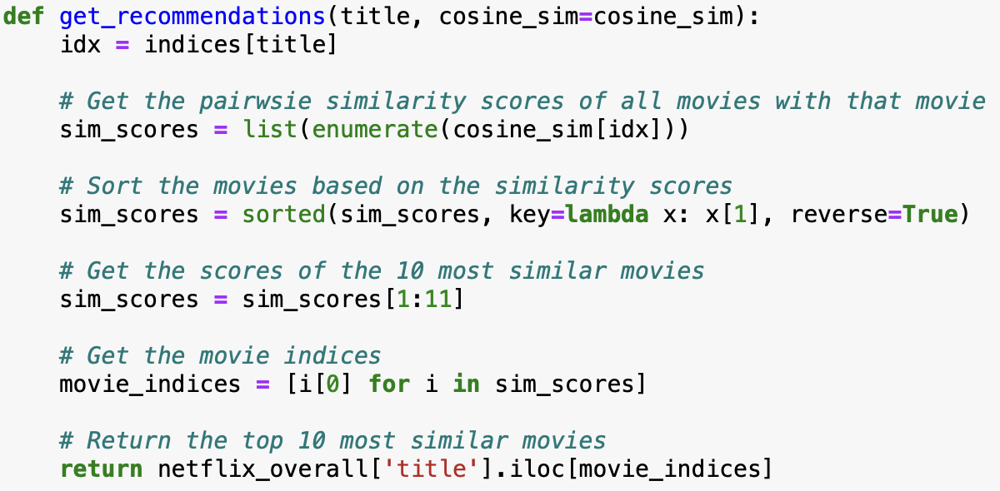 def get_recommendations(title, cosine_sim=cosine_sim):
    idx = indices[title]

    # Get the pairwsie similarity scores of all movies with that movie
    sim_scores = list(enumerate(cosine_sim[idx]))

    # Sort the movies based on the similarity scores
    sim_scores = sorted(sim_scores, key=lambda x: x[1], reverse=True)

    # Get the scores of the 10 most similar movies
    sim_scores = sim_scores[1:11]

    # Get the movie indices
    movie_indices = [i[0] for i in sim_scores]

    # Return the top 10 most similar movies
    return netflix_overall['title'].iloc[movie_indices]